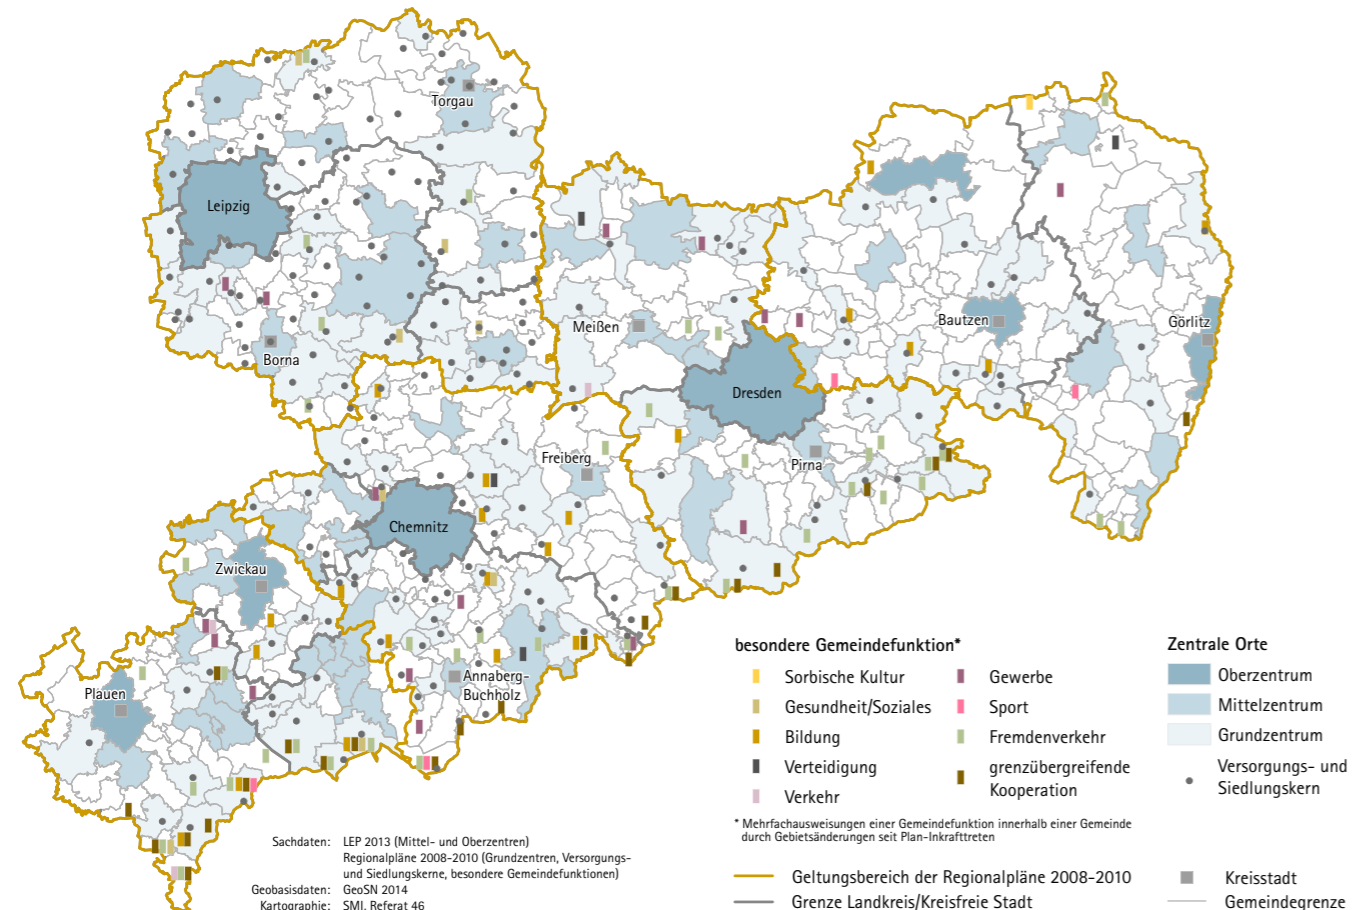 Torgau
Leipzig
Borna
Meißen
Dresden
Bautzen
Görlitz
Freiberg
Pirna
Chemnitz
Zwickau
Annaberg-
Buchholz
Plauen
besondere Gemeindefunktion*
Sorbische Kultur
Gesundheit/Soziales
Bildung
Verteidigung
Verkehr
Gewerbe
Sport
Fremdenverkehr
grenzübergreifende
Kooperation
* Mehrfachausweisungen einer Gemeindefunktion innerhalb einer Gemeinde
durch Gebietsänderungen seit Plan-Inkrafttreten
Zentrale Orte
Oberzentrum
Mittelzentrum
Grundzentrum
Versorgungs- und
Siedlungskern
Geltungsbereich der Regionalpläne 2008-2010
Grenze Landkreis/Kreisfreie Stadt
Kreisstadt
Gemeindegrenze
Sachdaten: LEP 2013 (Mittel- und Oberzentren)
Regionalpläne 2008-2010 (Grundzentren, Versorgungs-
und Siedlungskerne, besondere Gemeindefunktionen)
Geobasisdaten: GeoSN 2014
Kartographie: SMI, Referat 46